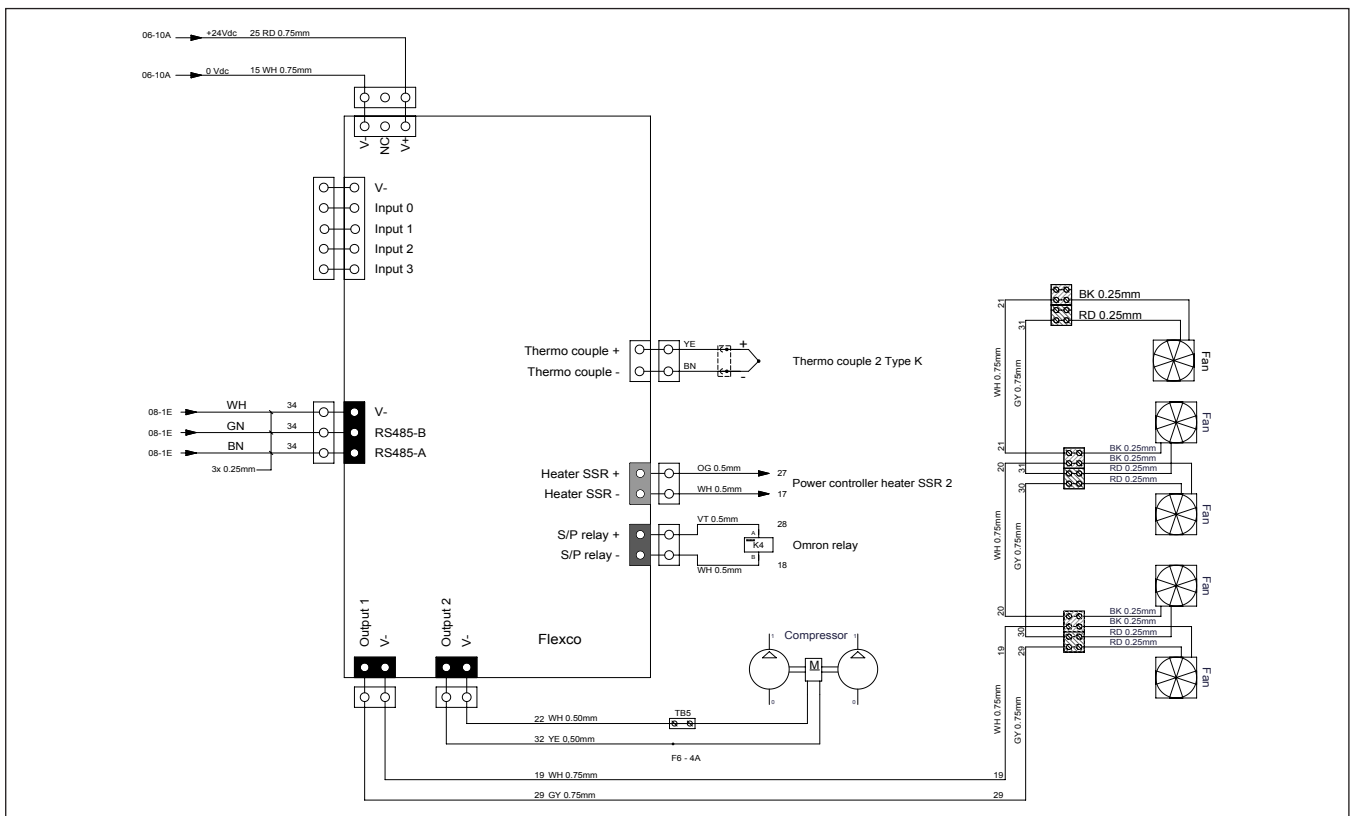 06-10A +24Vdc 25 RD 0.75mm
06-10A 0 Vdc 15 WH 0.75mm
V- NC V+
V-
Input 0
Input 1
Input 2
Input 3
08-1E WH 34 V-
08-1E GN 34 RS485-B
08-1E BN 34 RS485-A
3x 0.25mm
Thermo couple + YE +
Thermo couple - BN -
Thermo couple 2 Type K
Heater SSR + OG 0.5mm 27
Heater SSR - WH 0.5mm 17
Power controller heater SSR 2
S/P relay + VT 0.5mm 28
A K4 B
Omron relay
S/P relay - WH 0.5mm 18
Output 1 V- Output 2 V-
Flexco
Compressor
1 M 1
0 0
22 WH 0.50mm TB5
32 YE 0,50mm
F6 - 4A
19 WH 0.75mm 19
29 GY 0.75mm 29
21 BK 0.25mm
31 RD 0.25mm
Fan
WH 0.75mm GY 0.75mm
Fan
21 BK 0.25mm
20 BK 0.25mm
31 RD 0.25mm
30 RD 0.25mm
Fan
WH 0.75mm GY 0.75mm
Fan
20 BK 0.25mm
19 BK 0.25mm
30 RD 0.25mm
29 RD 0.25mm
Fan
WH 0.75mm GY 0.75mm